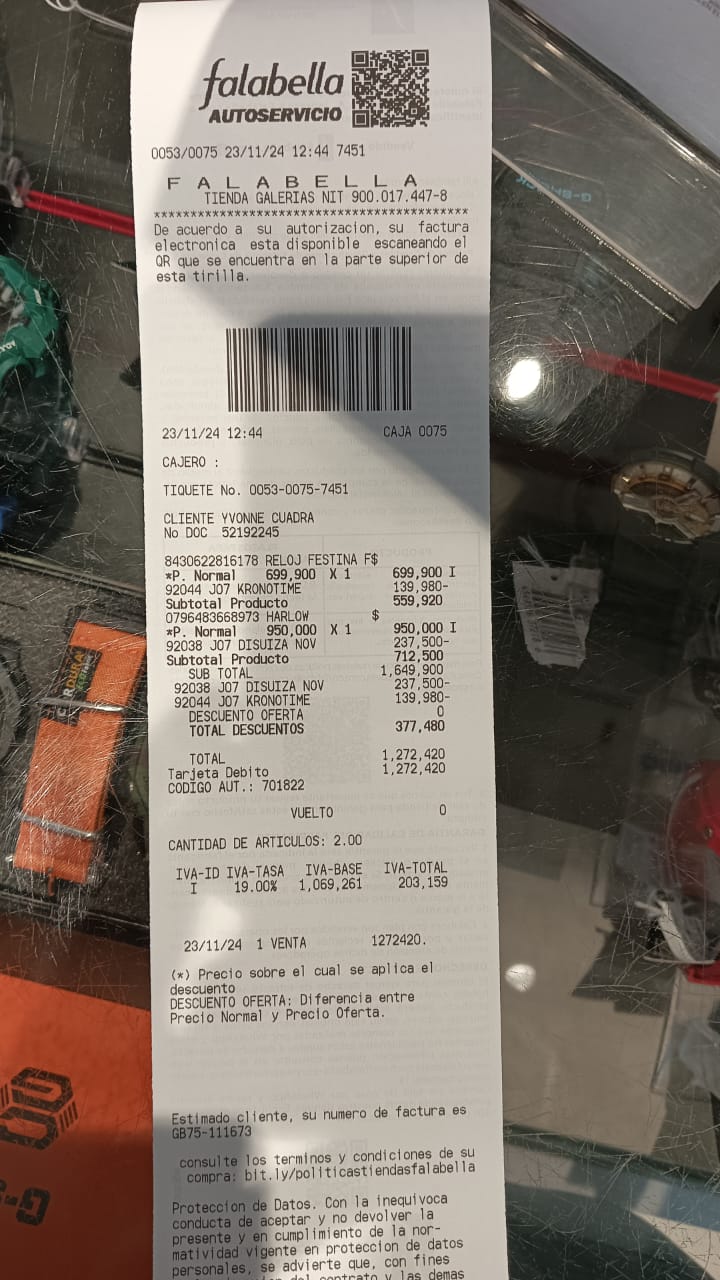 falabella
AUTOSERVICIO
0053/0075 23/11/24 12:44 7451
F A L A B E L L A
TIENDA GALERIAS NIT 900.017.447-8
*******************************************
De acuerdo a su autorizacion, su factura
electronica esta disponible escaneando el
QR que se encuentra en la parte superior de
esta tirilla.
23/11/24 12:44 CAJA 0075
CAJERO :
TIQUETE No. 0053-0075-7451
CLIENTE YVONNE CUADRA
No DOC 52192245
8430622816178 RELOJ FESTINA F$
*P. Normal 699,900 X 1 699,900 I
92044 J07 KRONOTIME 139,980-
Subtotal Producto 559,920
0796483668973 HARLOW $
*P. Normal 950,000 X 1 950,000 I
92038 J07 DISUIZA NOV 237,500-
Subtotal Producto 712,500
SUB TOTAL 1,649,900
92038 J07 DISUIZA NOV 237,500-
92044 J07 KRONOTIME 139,980-
DESCUENTO OFERTA 0
TOTAL DESCUENTOS 377,480
TOTAL 1,272,420
Tarjeta Debito 1,272,420
CODIGO AUT.: 701822
VUELTO 0
CANTIDAD DE ARTICULOS: 2.00
IVA-ID IVA-TASA IVA-BASE IVA-TOTAL
I 19.00% 1,069,261 203,159
23/11/24 1 VENTA 1272420.
(*) Precio sobre el cual se aplica el
descuento
DESCUENTO OFERTA: Diferencia entre
Precio Normal y Precio Oferta.
Estimado cliente, su numero de factura es
GB75-111673
consulte los terminos y condiciones de su
compra: bit.ly/politicastiendasfalabella
Proteccion de Datos. Con la inequivoca
conducta de aceptar y no devolver la
presente y en cumplimiento de la nor-
matividad vigente en proteccion de datos
personales, se advierte que, con fines
del contrato y las demas
G-SHOCK